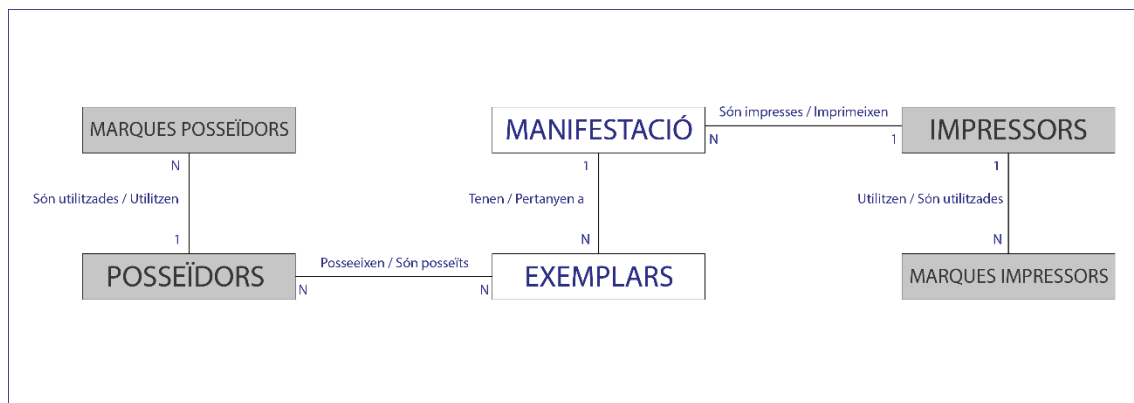 Són impresses / Imprimeixen
MARQUES POSSEÏDORS
MANIFESTACIÓ
IMPRESSORS
N
1
N
1
1
Són utilitzades / Utilitzen
Tenen / Pertanyen a
Utilitzen / Són utilitzades
1
N
N
POSSEÏDORS
Posseeixen / Són posseïts
EXEMPLARS
MARQUES IMPRESSORS
N
N